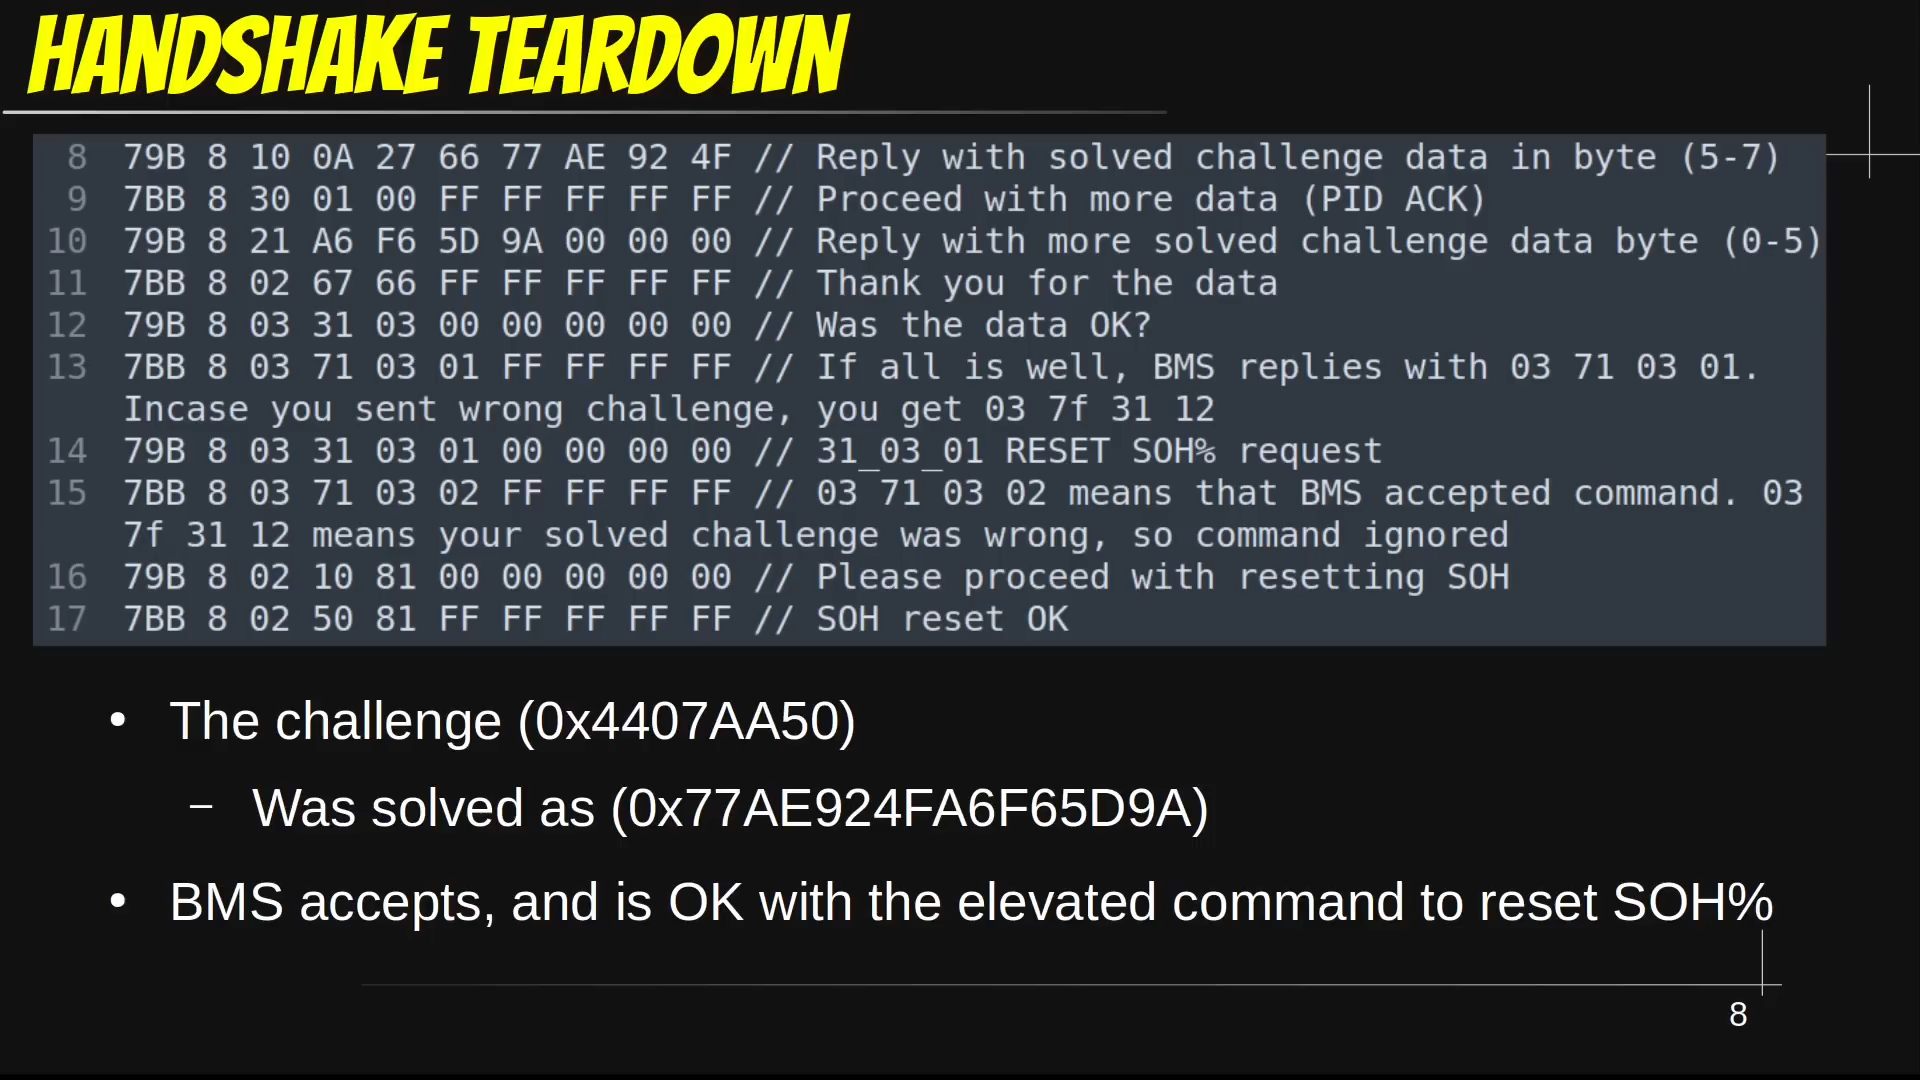 HANDSHAKE TEARDOWN
8 79B 8 10 0A 27 66 77 AE 92 4F // Reply with solved challenge data in byte (5-7)
9 7BB 8 30 01 00 FF FF FF FF FF // Proceed with more data (PID ACK)
10 79B 8 21 A6 F6 5D 9A 00 00 00 // Reply with more solved challenge data byte (0-5)
11 7BB 8 02 67 66 FF FF FF FF FF // Thank you for the data
12 79B 8 03 31 03 00 00 00 00 00 // Was the data OK?
13 7BB 8 03 71 03 01 FF FF FF FF // If all is well, BMS replies with 03 71 03 01.
Incase you sent wrong challenge, you get 03 7f 31 12
14 79B 8 03 31 03 01 00 00 00 00 // 31_03_01 RESET SOH% request
15 7BB 8 03 71 03 02 FF FF FF FF // 03 71 03 02 means that BMS accepted command. 03
7f 31 12 means your solved challenge was wrong, so command ignored
16 79B 8 02 10 81 00 00 00 00 00 // Please proceed with resetting SOH
17 7BB 8 02 50 81 FF FF FF FF FF // SOH reset OK
• The challenge (0x4407AA50)
– Was solved as (0x77AE924FA6F65D9A)
• BMS accepts, and is OK with the elevated command to reset SOH%
8